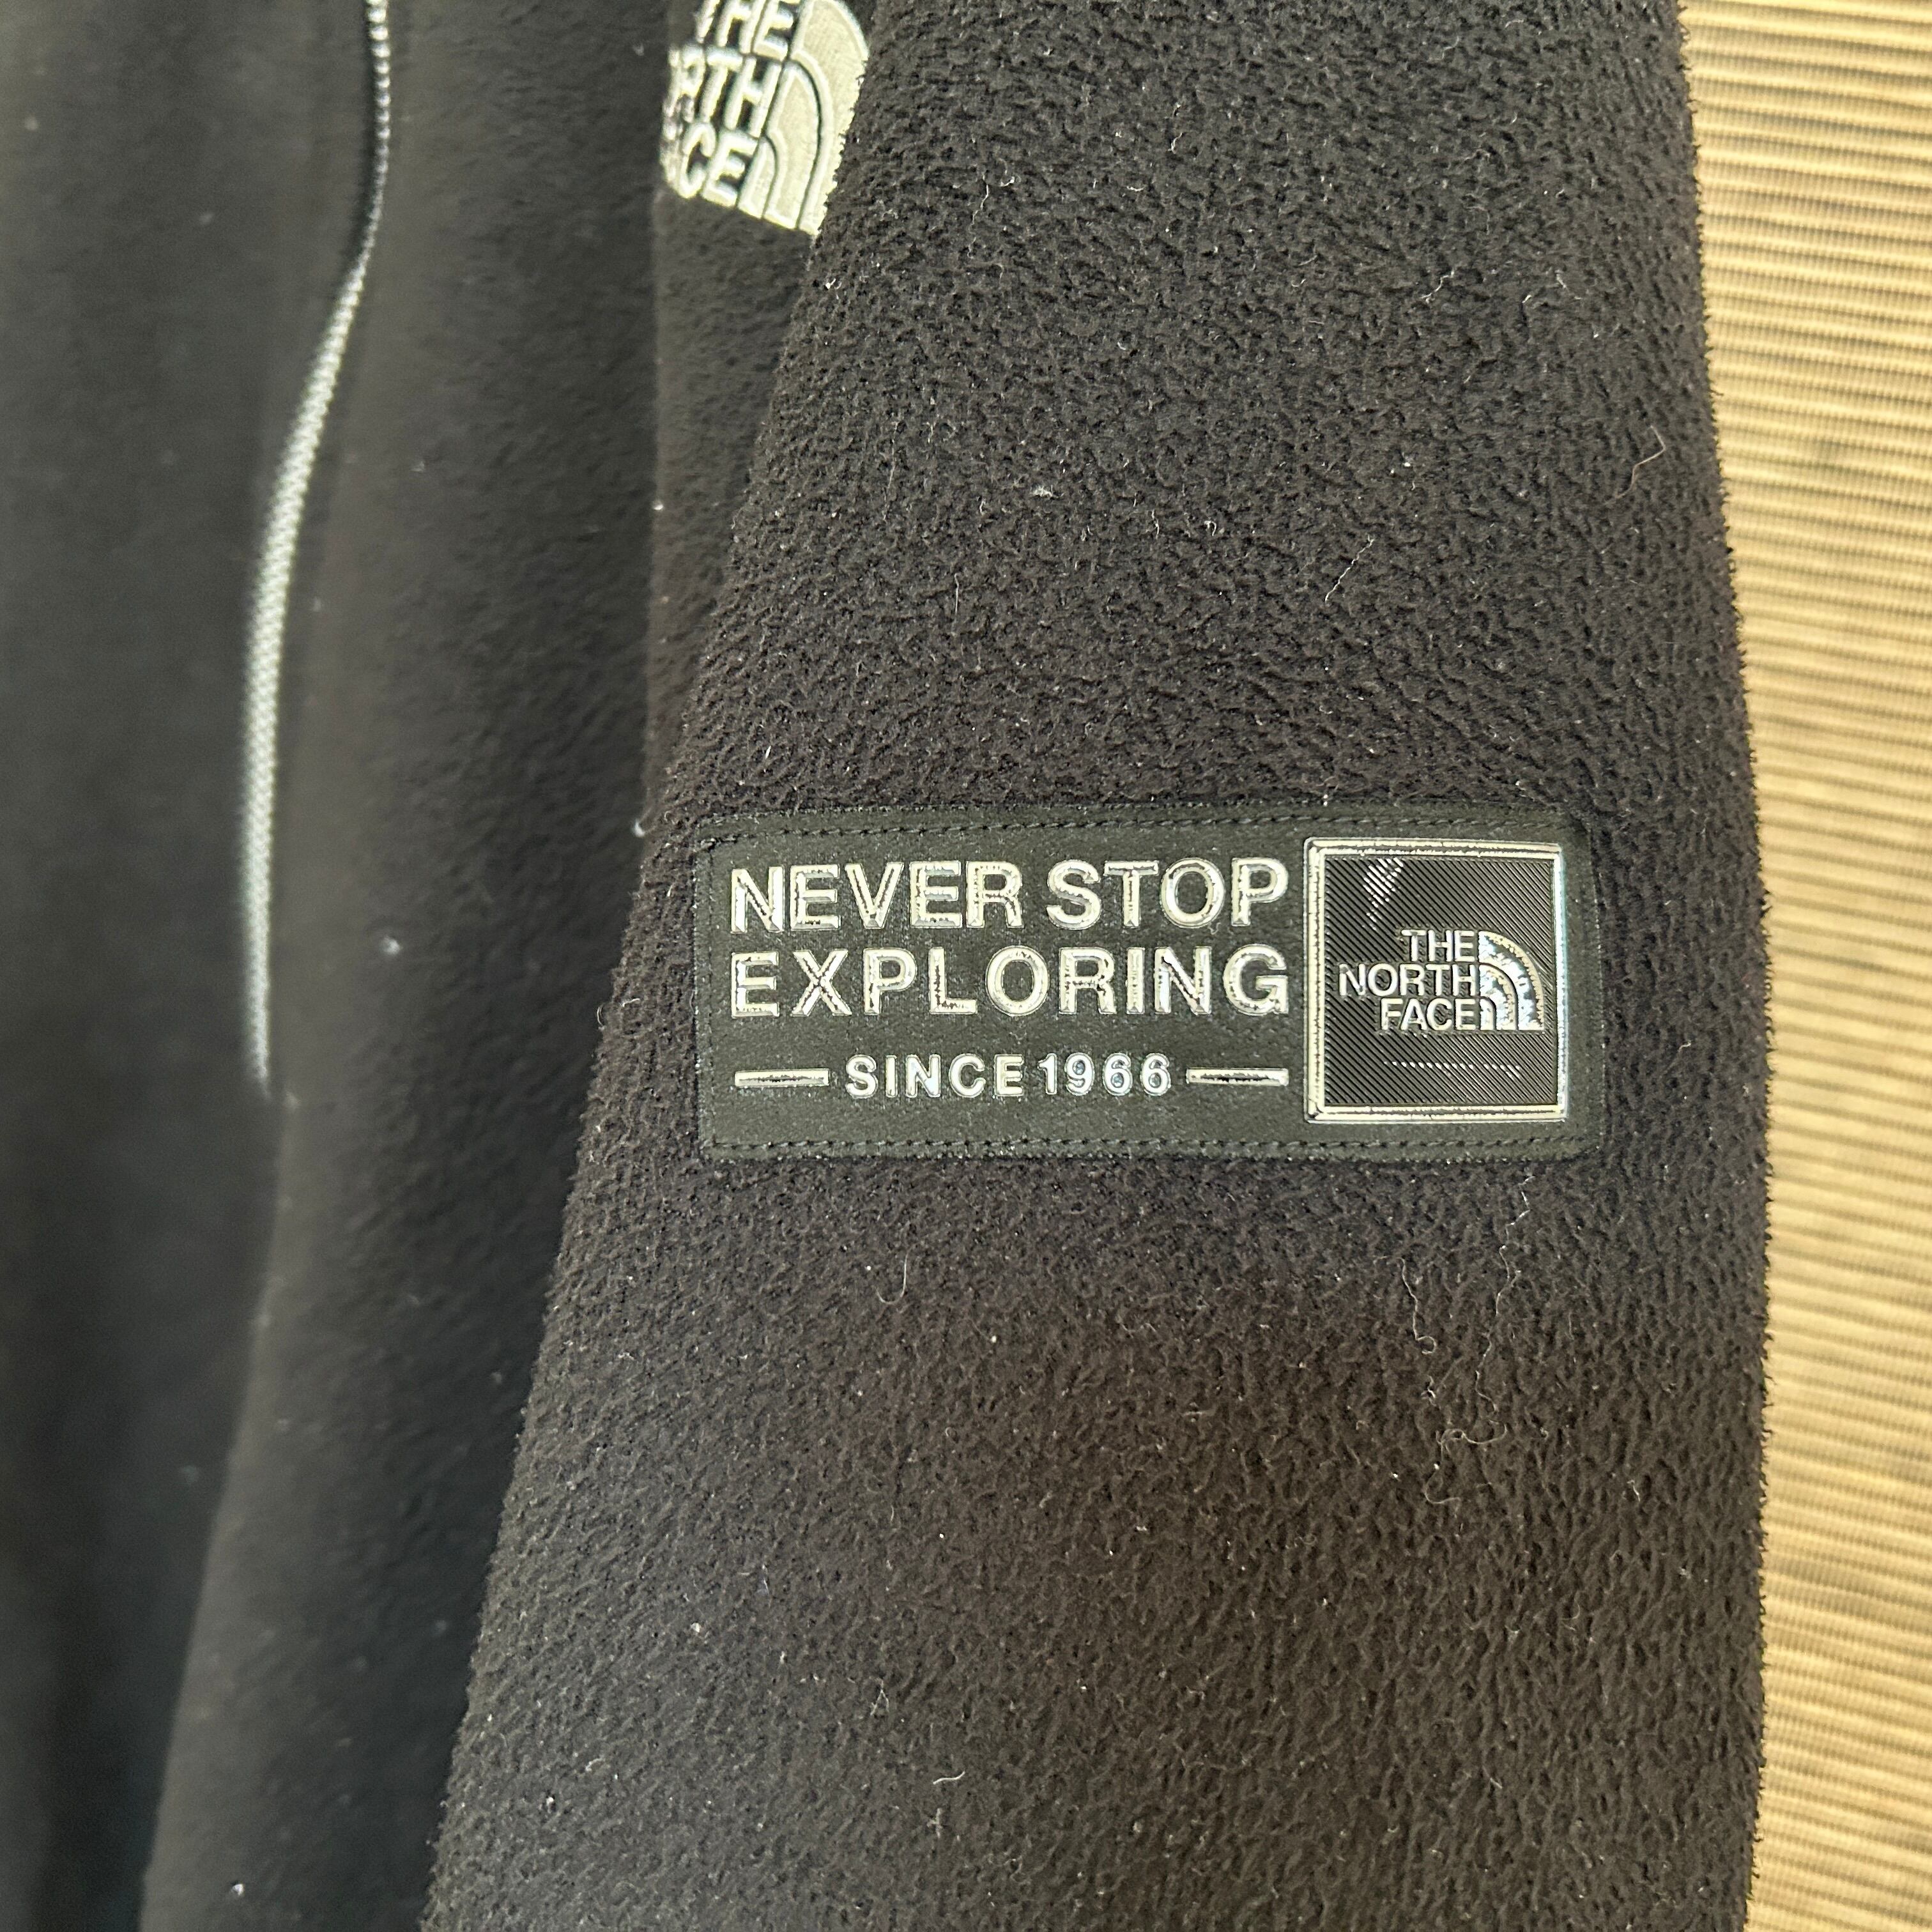 THE
NORTH
FACE
NEVER STOP
EXPLORING
SINCE 1966
THE
NORTH
FACE